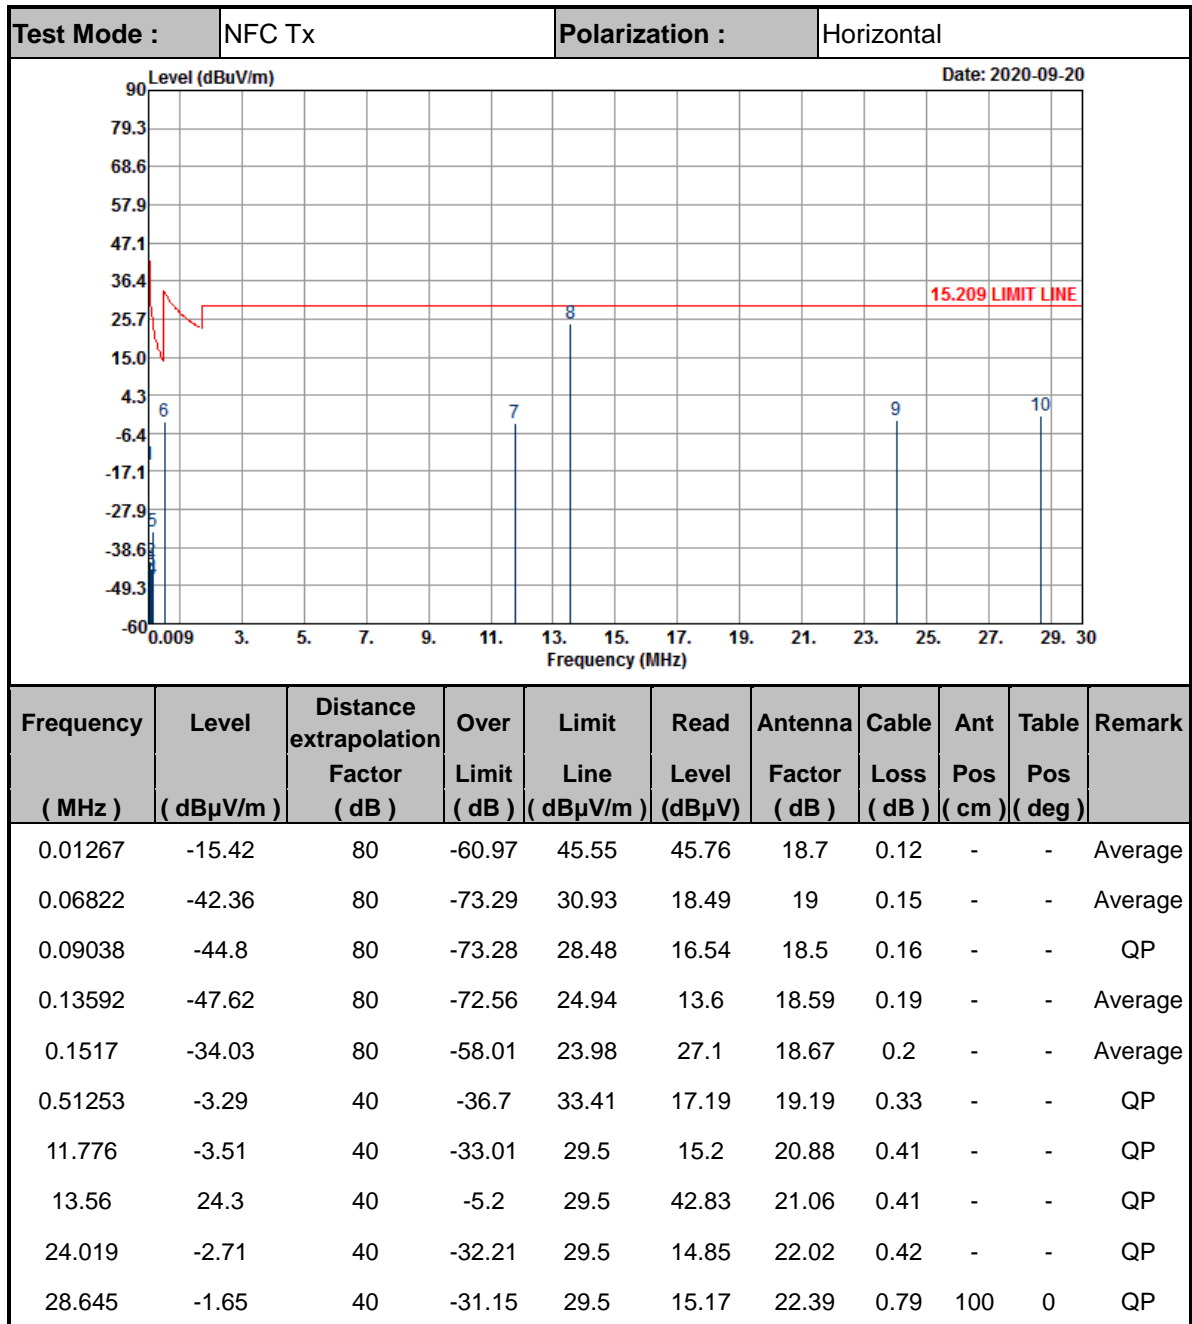 Test Mode : NFC Tx Polarization : Horizontal
Level (dBuV/m) Date: 2020-09-20
90
79.3
68.6
57.9
47.1
36.4
15.209 LIMIT LINE
25.7
8
15.0
4.3
6 7 9 10
-6.4
1
-17.1
-27.9
5
-38.6
2
4
-49.3
-60
0.009 3. 5. 7. 9. 11. 13. 15. 17. 19. 21. 23. 25. 27. 29. 30
Frequency (MHz)
Frequency Level Distance extrapolation Over Limit Read Antenna Cable Ant Table Remark
Factor Limit Line Level Factor Loss Pos Pos
( MHz ) ( dBµV/m ) ( dB ) ( dB ) ( dBµV/m ) (dBµV) ( dB ) ( dB ) ( cm ) ( deg )
0.01267 -15.42 80 -60.97 45.55 45.76 18.7 0.12 - - Average
0.06822 -42.36 80 -73.29 30.93 18.49 19 0.15 - - Average
0.09038 -44.8 80 -73.28 28.48 16.54 18.5 0.16 - - QP
0.13592 -47.62 80 -72.56 24.94 13.6 18.59 0.19 - - Average
0.1517 -34.03 80 -58.01 23.98 27.1 18.67 0.2 - - Average
0.51253 -3.29 40 -36.7 33.41 17.19 19.19 0.33 - - QP
11.776 -3.51 40 -33.01 29.5 15.2 20.88 0.41 - - QP
13.56 24.3 40 -5.2 29.5 42.83 21.06 0.41 - - QP
24.019 -2.71 40 -32.21 29.5 14.85 22.02 0.42 - - QP
28.645 -1.65 40 -31.15 29.5 15.17 22.39 0.79 100 0 QP